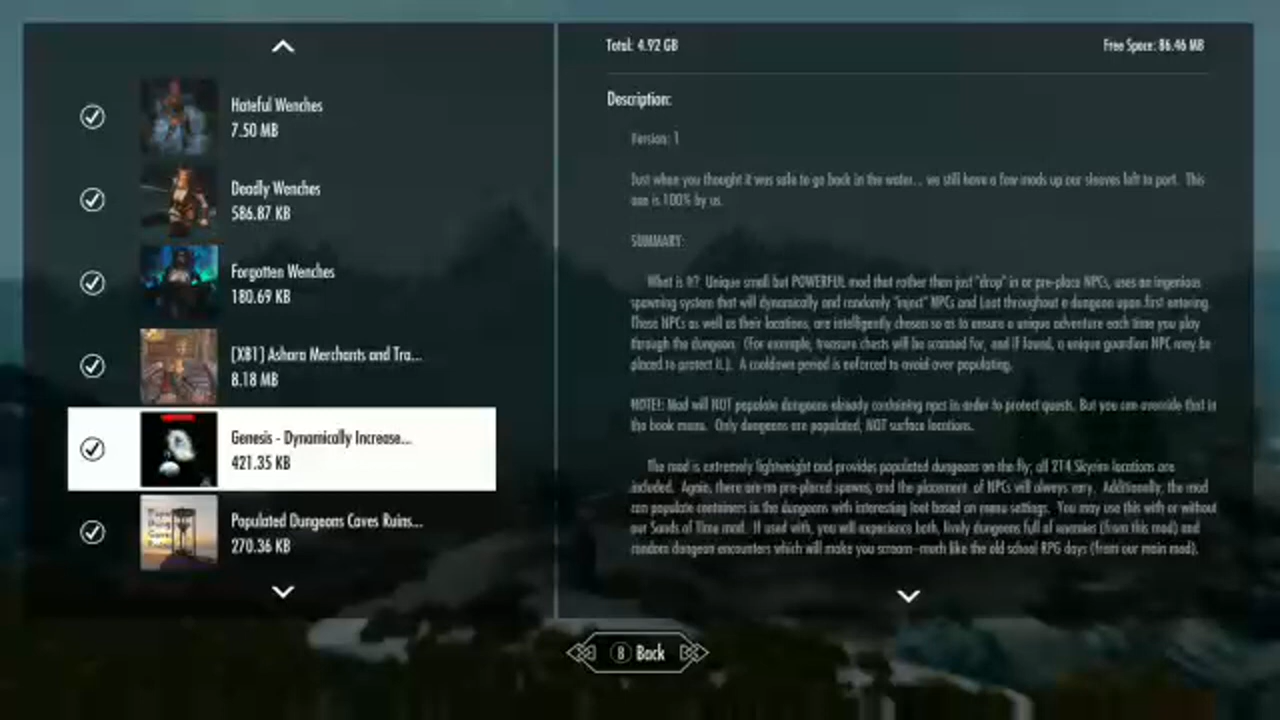 Total: 4.92 GB
Free Space: 86.46 MB
Hateful Wenches
7.50 MB
Deadly Wenches
586.87 KB
Forgotten Wenches
180.69 KB
[XB1] Ashara Merchants and Tra...
8.18 MB
Genesis - Dynamically Increase...
421.35 KB
Populated Dungeons Caves Ruins...
270.36 KB
Description:
Version: 1
Just when you thought it was safe to go back in the water... we still have a few mods up our sleeves left to port. This
one is 100% by us.
SUMMARY:
What is it? Unique small but POWERFUL mod that rather then just "drop" in or pre-place NPCs, uses an ingenious
spawning system that will dynamically and randomly "inject" NPCs and Loot throughout a dungeon upon first entering.
These NPCs as well as their locations, are intelligently chosen so as to ensure a unique adventure each time you play
through the dungeon. (For example, treasure chests will be scanned for, and if found, a unique guardian NPC may be
placed to protect it.). A cooldown period is enforced to avoid over populating.
NOTE!: Mod will NOT populate dungeons already containing npcs in order to protect quests. But you can override that in
the book menu. Only dungeons are populated, NOT surface locations.
The mod is extremely lightweight and provides populated dungeons on the fly; all 214 Skyrim locations are
included. Again, there are no pre-placed spawns, and the placement of NPCs will always vary. Additionally, the mod
can populate containers in the dungeons with interesting loot based on menu settings. You may use this with or without
our Sands of Time mod. If used with, you will experience both, lively dungeons full of enemies (from this mod) and
random dungeon encounters which will make you scream--much like the old school RPG days (from our main mod).
B Back